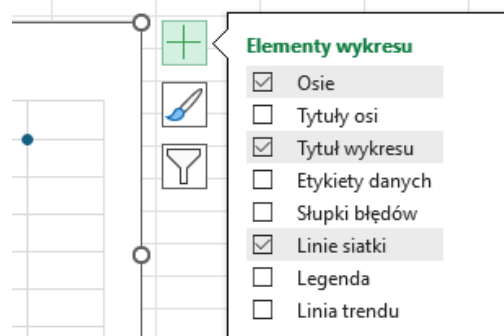 Elementy wykresu
Osie
Tytuły osi
Tytuł wykresu
Etykiety danych
Słupki błędów
Linie siatki
Legenda
Linia trendu